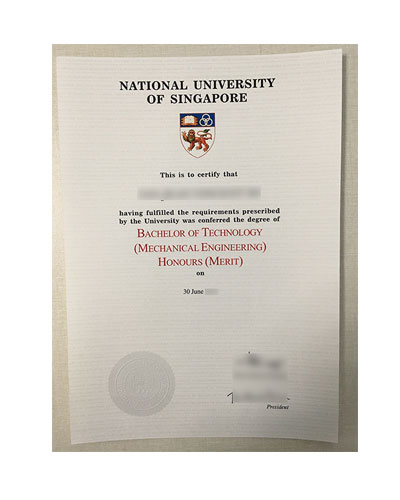 NATIONAL UNIVERSITY
OF SINGAPORE
This is to certify that
having fulfilled the requirements prescribed
by the University was conferred the degree of
BACHELOR OF TECHNOLOGY
(MECHANICAL ENGINEERING)
HONOURS (MERIT)
on
30 June
President